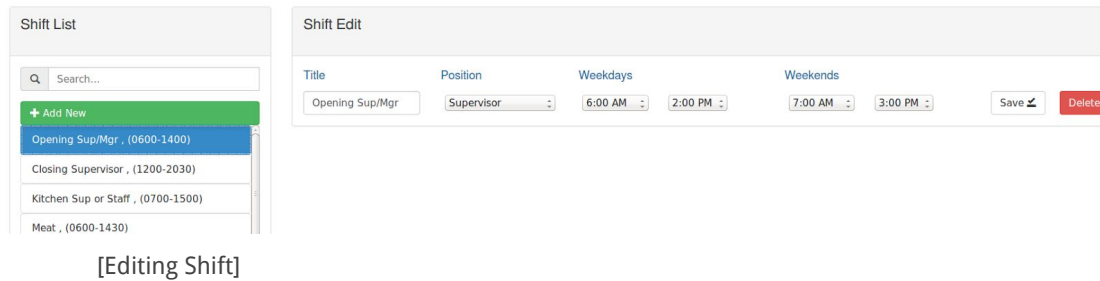 Shift List
Search...
Add New
Opening Sup/Mgr , (0600-1400)
Closing Supervisor , (1200-2030)
Kitchen Sup or Staff , (0700-1500)
Meat , (0600-1430)
Shift Edit
Title Position Weekdays Weekends
Opening Sup/Mgr Supervisor 6:00 AM 2:00 PM 7:00 AM 3:00 PM Save Delete
[Editing Shift]